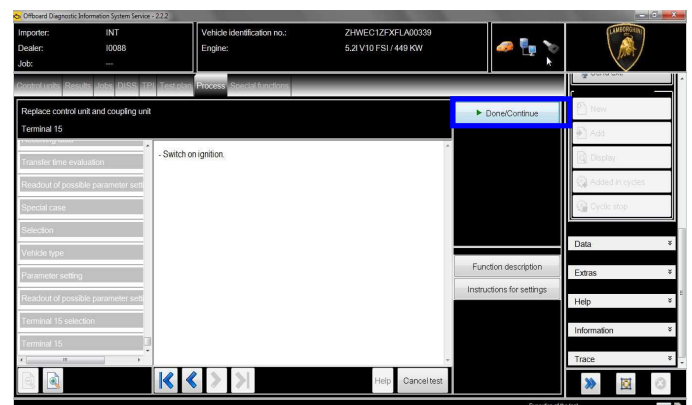 Offboard Diagnostic Information System Service - 2.2.2
Importer: INT
Dealer: I0088
Job: ---
Vehicle identification no.: ZHWEC1ZFXFLA00339
Engine: 5.2l V10 FSI / 449 KW
LAMBORGHINI
Control units Results Jobs DISS TPI Test plan Process Special functions
Replace control unit and coupling unit
Terminal 15
Done/Continue
New
Add
Display
Added in cycles
Cyclic stop
Transfer time evaluation
Readout of possible parameter setti
Special case
Selection
Vehicle type
Parameter setting
Readout of possible parameter setti
Terminal 15 selection
Terminal 15
- Switch on ignition.
Function description
Instructions for settings
Data
Extras
Help
Information
Trace
Help
Cancel test